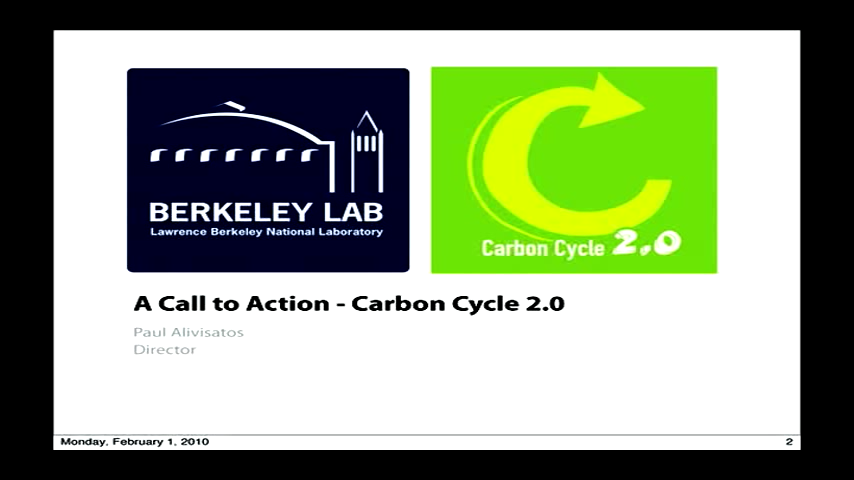 BERKELEY LAB
Lawrence Berkeley National Laboratory
Carbon Cycle 2.0
A Call to Action - Carbon Cycle 2.0
Paul Alivisatos
Director
Monday, February 1, 2010
2